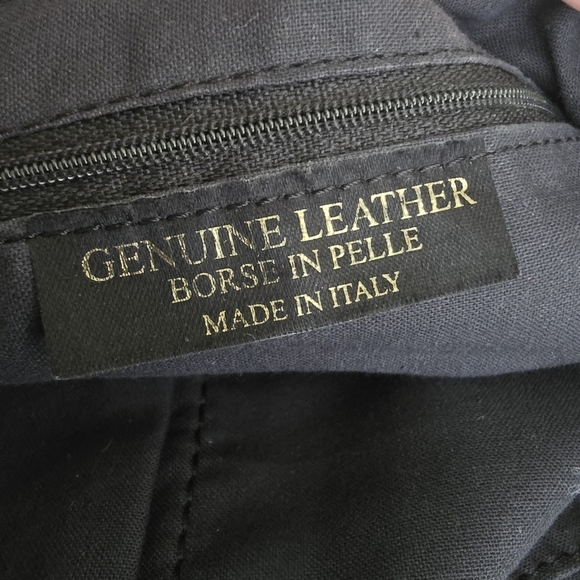 GENUINE LEATHER
BORSE IN PELLE
MADE IN ITALY